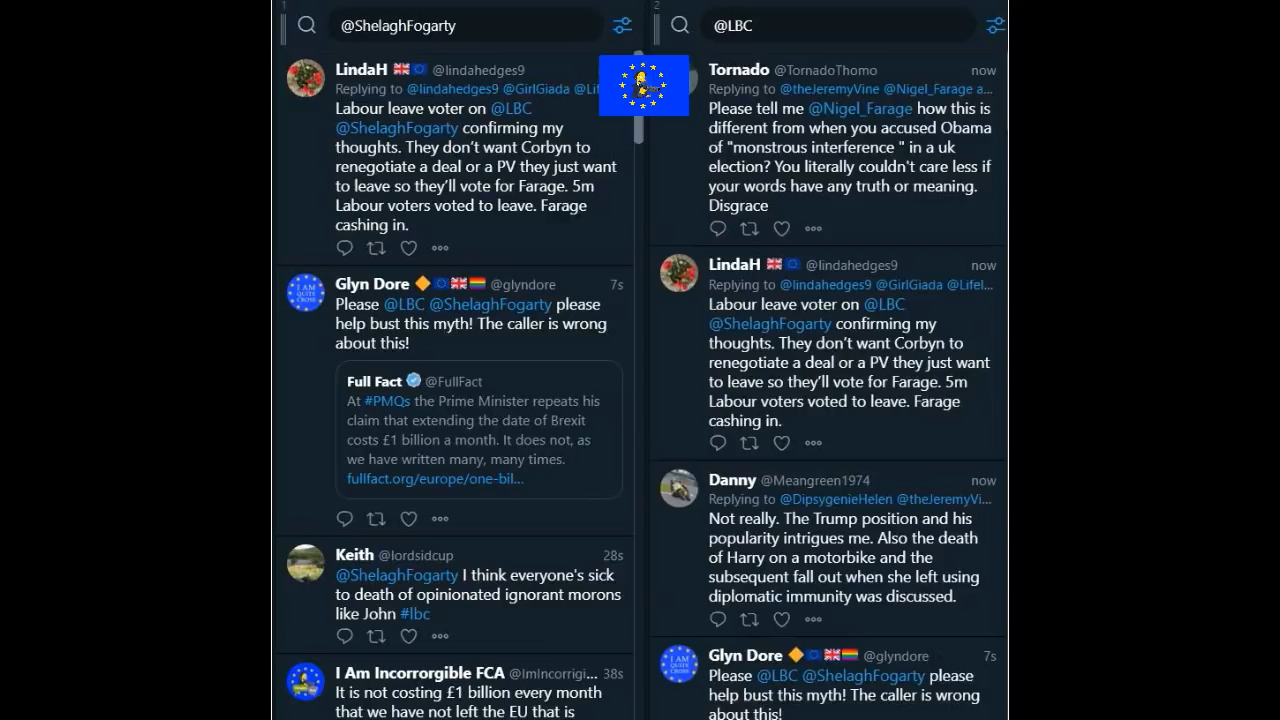 1
@ShelaghFogarty
LindaH @lindahedges9
Replying to @lindahedges9 @GirlGiada
Labour leave voter on @LBC
@ShelaghFogarty confirming my
thoughts. They don’t want Corbyn to
renegotiate a deal or a PV they just want
to leave so they’ll vote for Farage. 5m
Labour voters voted to leave. Farage
cashing in.
Glyn Dore @glyndore 7s
Please @LBC @ShelaghFogarty please
help bust this myth! The caller is wrong
about this!
Full Fact @FullFact
At #PMQs the Prime Minister repeats his
claim that extending the date of Brexit
costs £1 billion a month. It does not, as
we have written many, many times.
fullfact.org/europe/one-bil...
Keith @lordsidcup 28s
@ShelaghFogarty I think everyone's sick
to death of opinionated ignorant morons
like John #lbc
I Am Incorrorgible FCA @ImIncorrigi... 38s
It is not costing £1 billion every month
that we have not left the EU that is
2
@LBC
Tornado @TornadoThomo now
Replying to @theJeremyVine @Nigel_Farage a...
Please tell me @Nigel_Farage how this is
different from when you accused Obama
of "monstrous interference " in a uk
election? You literally couldn't care less if
your words have any truth or meaning.
Disgrace
LindaH @lindahedges9 now
Replying to @lindahedges9 @GirlGiada @Lifel...
Labour leave voter on @LBC
@ShelaghFogarty confirming my
thoughts. They don’t want Corbyn to
renegotiate a deal or a PV they just want
to leave so they’ll vote for Farage. 5m
Labour voters voted to leave. Farage
cashing in.
Danny @Meangreen1974 now
Replying to @DipsygenieHelen @theJeremyVi...
Not really. The Trump position and his
popularity intrigues me. Also the death
of Harry on a motorbike and the
subsequent fall out when she left using
diplomatic immunity was discussed.
Glyn Dore @glyndore 7s
Please @LBC @ShelaghFogarty please
help bust this myth! The caller is wrong
about this!